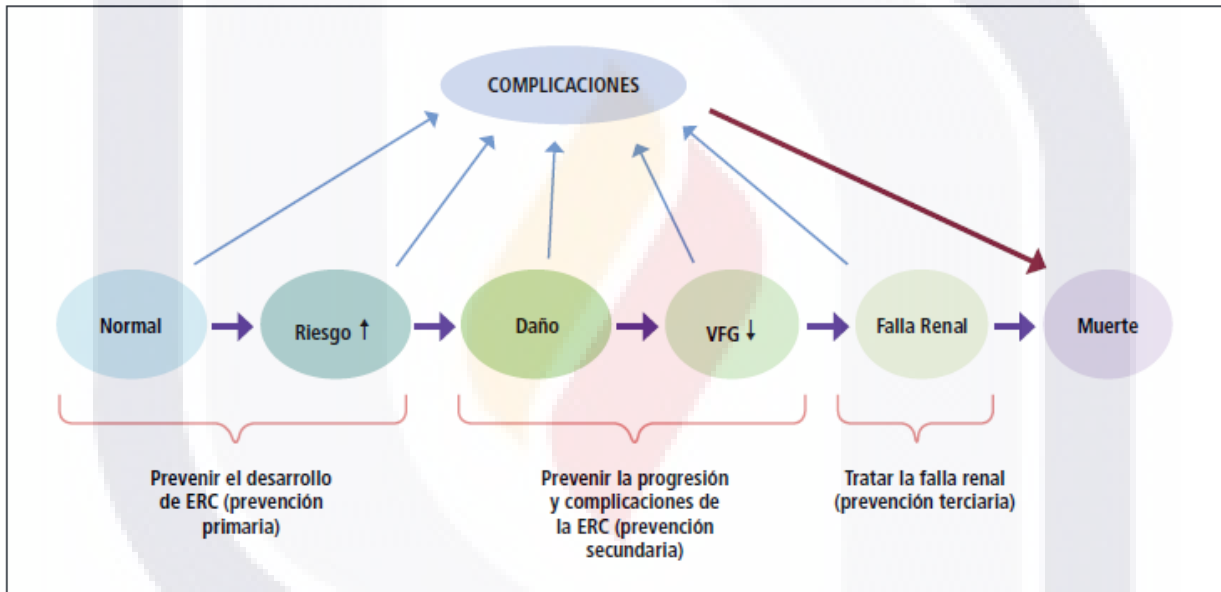 COMPLICACIONES
Normal
Riesgo ↑
Daño
VFG ↓
Falla Renal
Muerte
Prevenir el desarrollo
de ERC (prevención
primaria)
Prevenir la progresión
y complicaciones de
la ERC (prevención
secundaria)
Tratar la falla renal
(prevención terciaria)